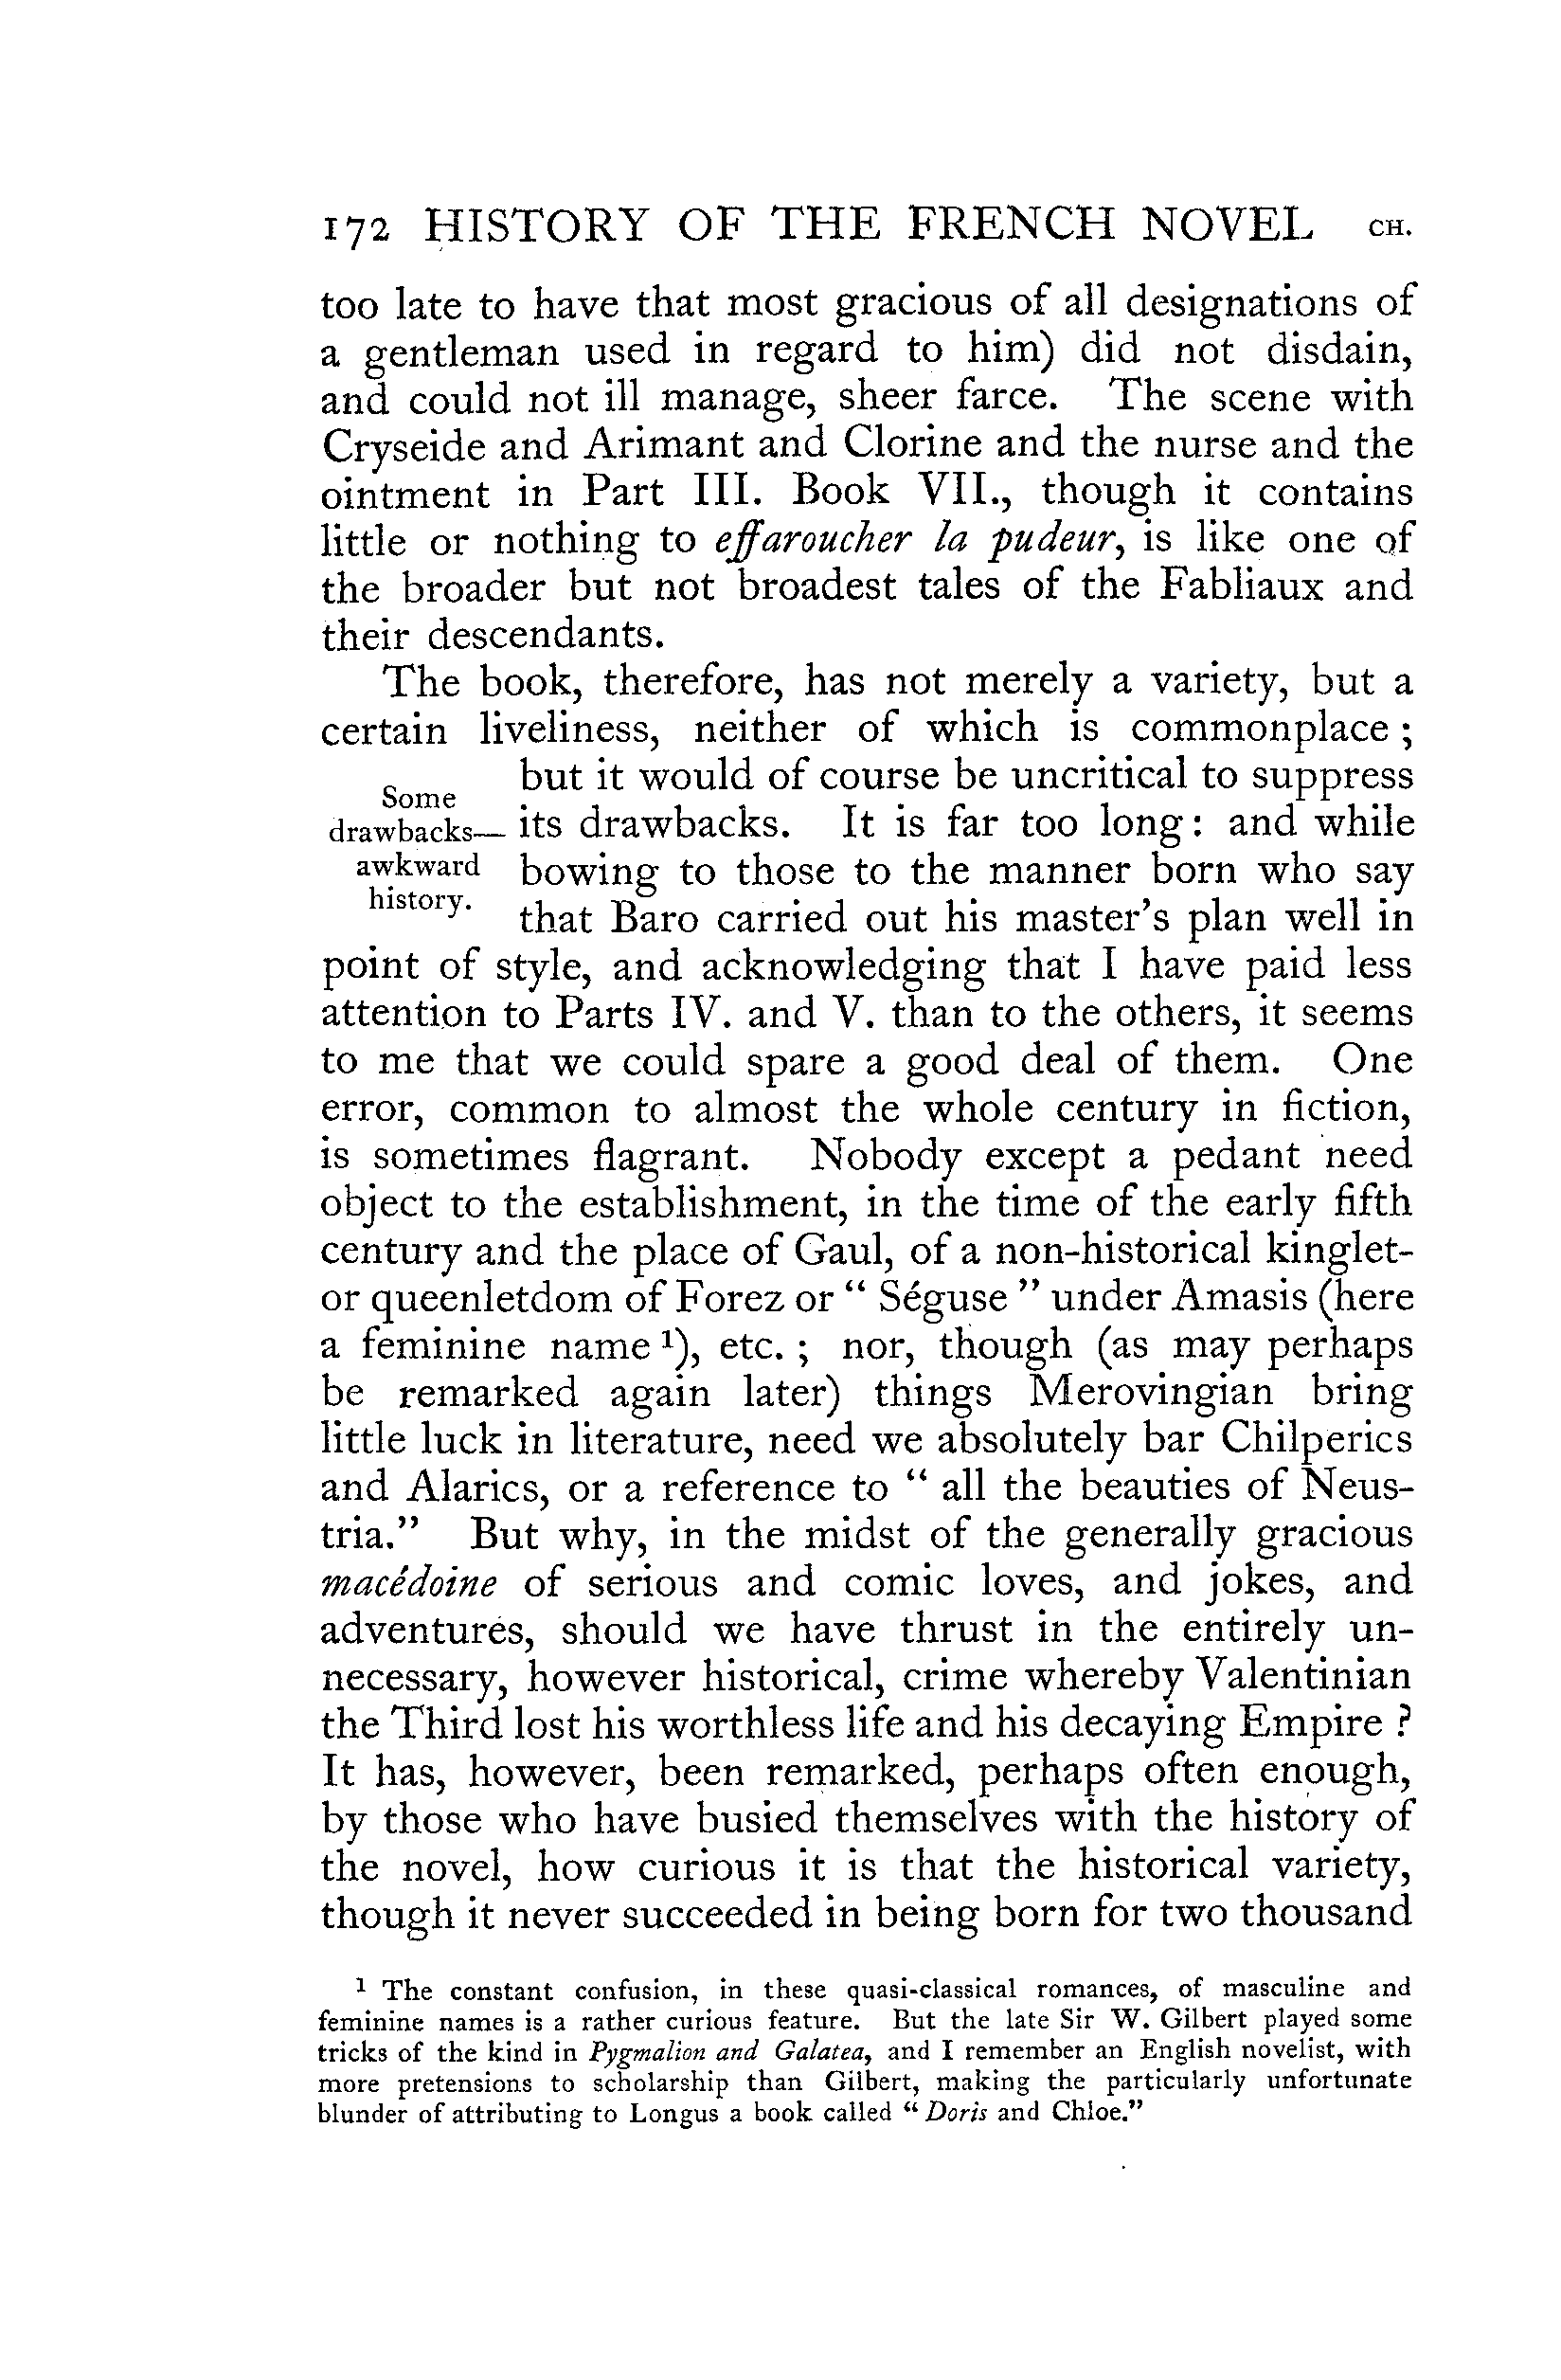 172 HISTORY OF THE FRENCH NOVEL CH.
too late to have that most gracious of all designations of
a gentleman used in regard to him) did not disdain,
and could not ill manage, sheer farce. The scene with
Cryseide and Arimant and Clorine and the nurse and the
ointment in Part III. Book VII., though it contains
little or nothing to effaroucher la pudeur, is like one of
the broader but not broadest tales of the Fabliaux and
their descendants.
The book, therefore, has not merely a variety, but a
certain liveliness, neither of which is commonplace ;
Some
drawbacks—
awkward
history.
but it would of course be uncritical to suppress
its drawbacks. It is far too long : and while
bowing to those to the manner born who say
that Baro carried out his master's plan well in
point of style, and acknowledging that I have paid less
attention to Parts IV. and V. than to the others, it seems
to me that we could spare a good deal of them. One
error, common to almost the whole century in fiction,
is sometimes flagrant. Nobody except a pedant need
object to the establishment, in the time of the early fifth
century and the place of Gaul, of a non-historical kinglet-
or queenletdom of Forez or " Séguse " under Amasis (here
a feminine name ¹), etc. ; nor, though (as may perhaps
be remarked again later) things Merovingian bring
little luck in literature, need we absolutely bar Chilperics
and Alarics, or a reference to " all the beauties of Neus-
tria." But why, in the midst of the generally gracious
macédoine of serious and comic loves, and jokes, and
adventures, should we have thrust in the entirely un-
necessary, however historical, crime whereby Valentinian
the Third lost his worthless life and his decaying Empire ?
It has, however, been remarked, perhaps often enough,
by those who have busied themselves with the history of
the novel, how curious it is that the historical variety,
though it never succeeded in being born for two thousand
¹ The constant confusion, in these quasi-classical romances, of masculine and
feminine names is a rather curious feature. But the late Sir W. Gilbert played some
tricks of the kind in Pygmalion and Galatea, and I remember an English novelist, with
more pretensions to scholarship than Gilbert, making the particularly unfortunate
blunder of attributing to Longus a book called " Doris and Chloe."